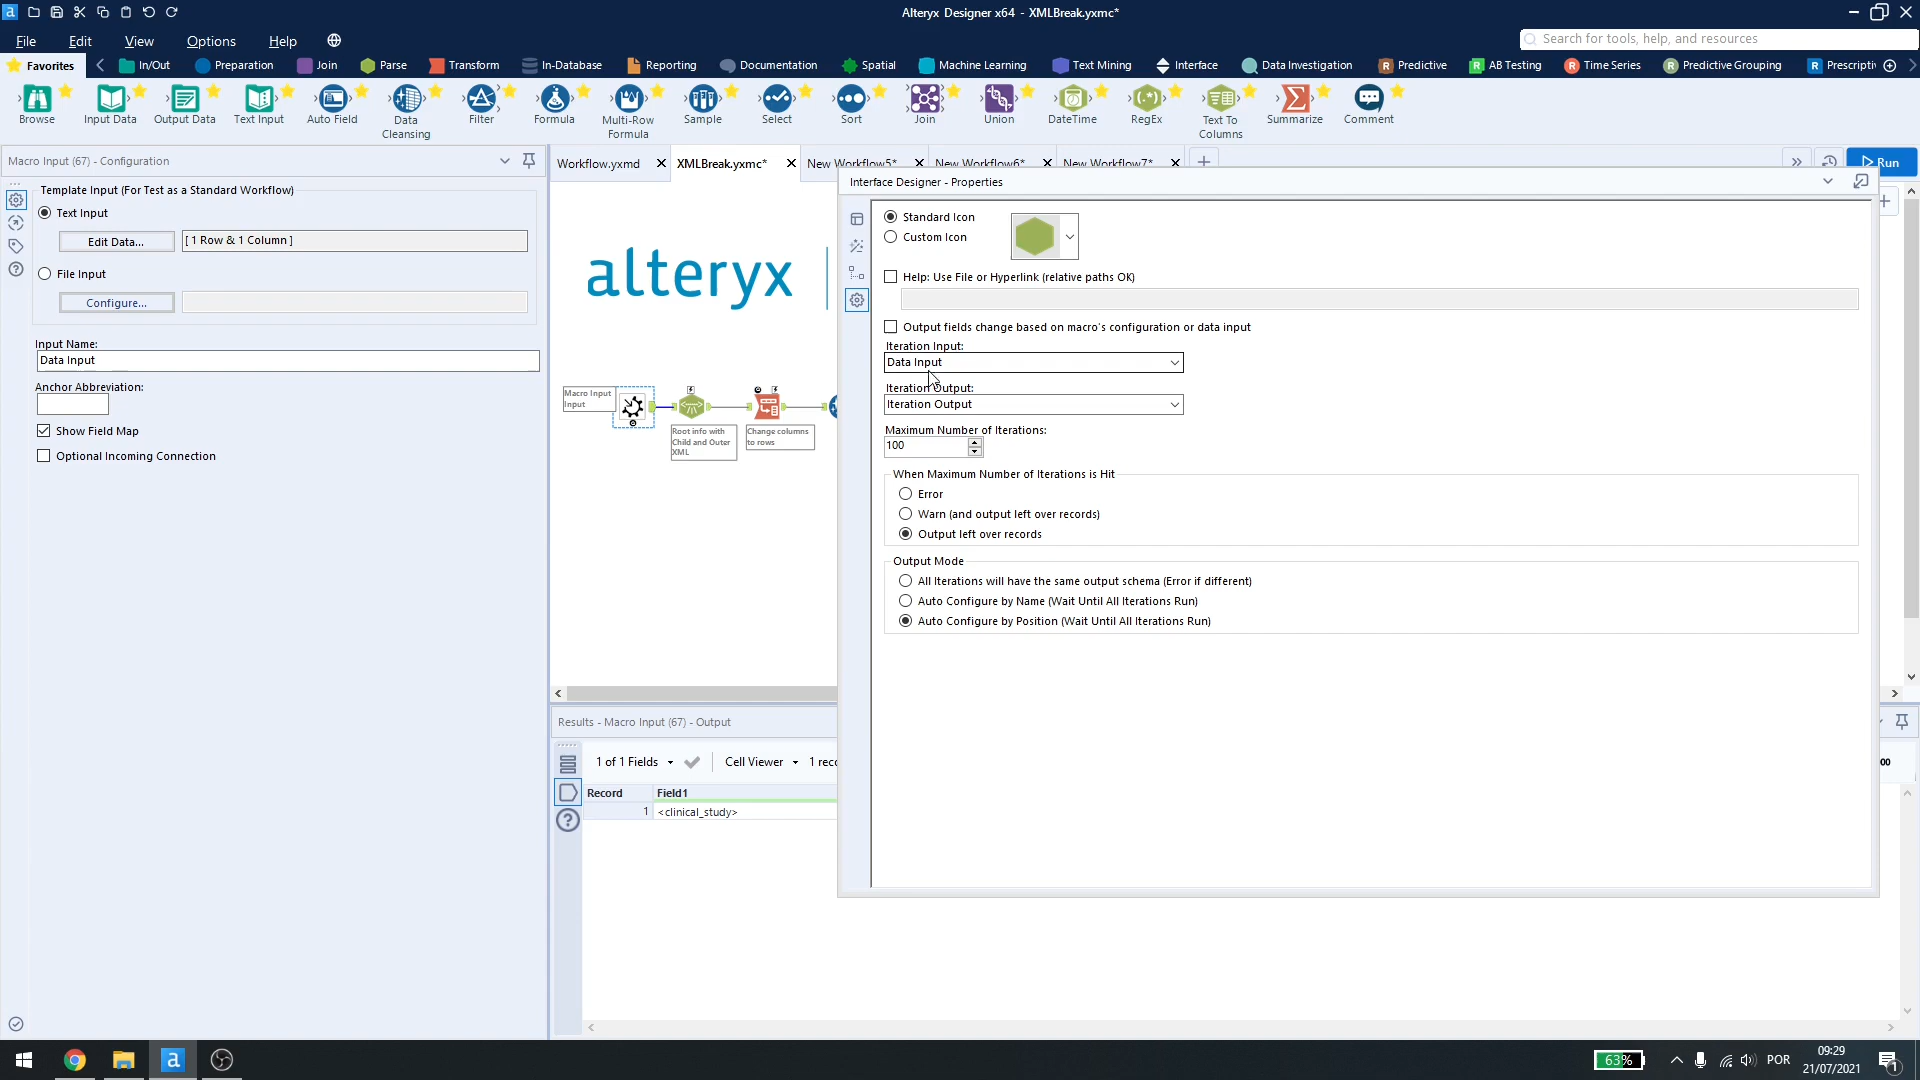 Alteryx Designer x64 - XMLBreak.yxmc*
File
Edit
View
Options
Help
Search for tools, help, and resources
Favorites
In/Out
Preparation
Join
Parse
Transform
In-Database
Reporting
Documentation
Spatial
Machine Learning
Text Mining
Interface
Data Investigation
Predictive
AB Testing
Time Series
Predictive Grouping
Prescripti
Browse
Input Data
Output Data
Text Input
Auto Field
Data Cleansing
Filter
Formula
Multi-Row Formula
Sample
Select
Sort
Join
Union
DateTime
RegEx
Text To Columns
Summarize
Comment
Macro Input (67) - Configuration
Workflow.yxmd
XMLBreak.yxmc*
New Workflow5*
New Workflow6*
New Workflow7*
Run
Template Input (For Test as a Standard Workflow)
Text Input
Edit Data...
[ 1 Row & 1 Column ]
File Input
Configure...
Input Name:
Data Input
Anchor Abbreviation:
Show Field Map
Optional Incoming Connection
alteryx
Macro Input
Input
Root info with
Child and Outer
XML
Change columns
to rows
Interface Designer - Properties
Standard Icon
Custom Icon
Help: Use File or Hyperlink (relative paths OK)
Output fields change based on macro's configuration or data input
Iteration Input:
Data Input
Iteration Output:
Iteration Output
Maximum Number of Iterations:
100
When Maximum Number of Iterations is Hit
Error
Warn (and output left over records)
Output left over records
Output Mode
All Iterations will have the same output schema (Error if different)
Auto Configure by Name (Wait Until All Iterations Run)
Auto Configure by Position (Wait Until All Iterations Run)
Results - Macro Input (67) - Output
1 of 1 Fields
Cell Viewer
1 reco
00
Record
Field1
1
<clinical_study>
63%
POR
09:29
21/07/2021
1